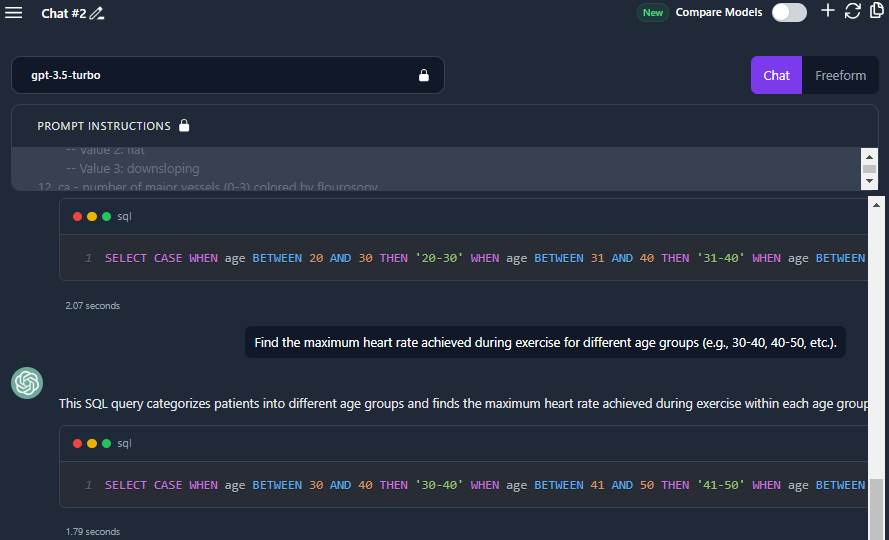 Chat #2
New Compare Models
gpt-3.5-turbo
Chat Freeform
PROMPT INSTRUCTIONS
-- Value 2: flat
-- Value 3: downsloping
12. ca - number of major vessels (0-3) colored by flourosopy
sql
1 SELECT CASE WHEN age BETWEEN 20 AND 30 THEN '20-30' WHEN age BETWEEN 31 AND 40 THEN '31-40' WHEN age BETWEEN
2.07 seconds
Find the maximum heart rate achieved during exercise for different age groups (e.g., 30-40, 40-50, etc.).
This SQL query categorizes patients into different age groups and finds the maximum heart rate achieved during exercise within each age group
sql
1 SELECT CASE WHEN age BETWEEN 30 AND 40 THEN '30-40' WHEN age BETWEEN 41 AND 50 THEN '41-50' WHEN age BETWEEN
1.79 seconds